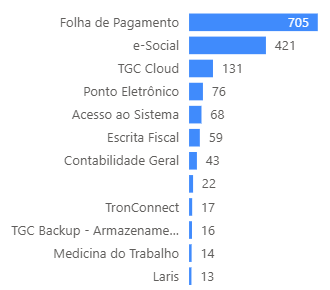 Folha de Pagamento 705
e-Social 421
TGC Cloud 131
Ponto Eletrônico 76
Acesso ao Sistema 68
Escrita Fiscal 59
Contabilidade Geral 43
22
TronConnect 17
TGC Backup - Armazename... 16
Medicina do Trabalho 14
Laris 13